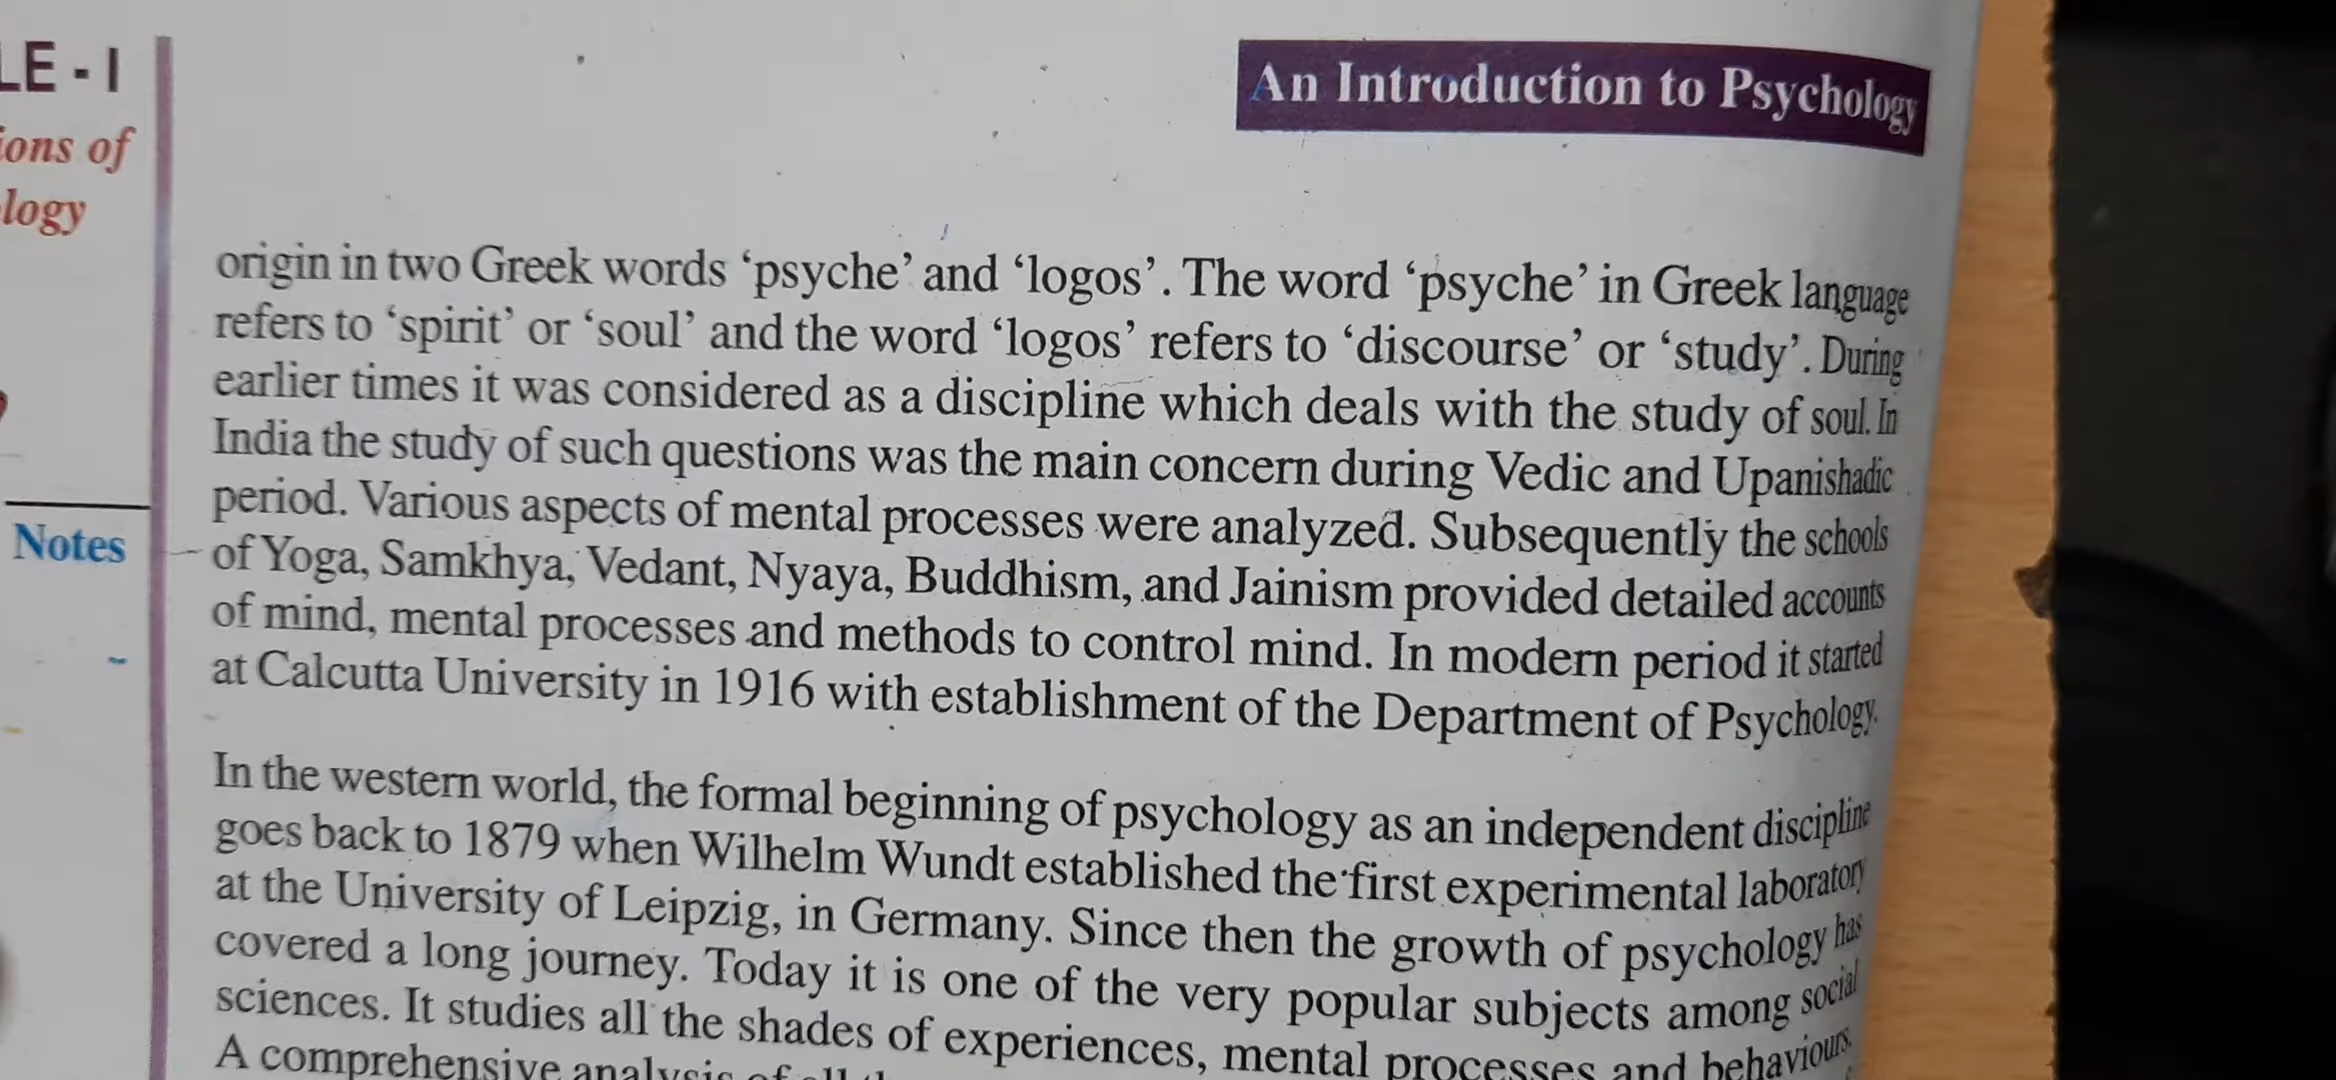 LE - I
ions of
logy
Notes
An Introduction to Psychology
origin in two Greek words ‘psyche’ and ‘logos’. The word ‘psyche’ in Greek language
refers to ‘spirit’ or ‘soul’ and the word ‘logos’ refers to ‘discourse’ or ‘study’. During
earlier times it was considered as a discipline which deals with the study of soul. In
India the study of such questions was the main concern during Vedic and Upanishadic
period. Various aspects of mental processes were analyzed. Subsequently the schools
of Yoga, Samkhya, Vedant, Nyaya, Buddhism, and Jainism provided detailed accounts
of mind, mental processes and methods to control mind. In modern period it started
at Calcutta University in 1916 with establishment of the Department of Psychology.
In the western world, the formal beginning of psychology as an independent discipline
goes back to 1879 when Wilhelm Wundt established the first experimental laboratory
at the University of Leipzig, in Germany. Since then the growth of psychology has
covered a long journey. Today it is one of the very popular subjects among social
sciences. It studies all the shades of experiences, mental processes and behaviours.
A comprehensive analysis of all